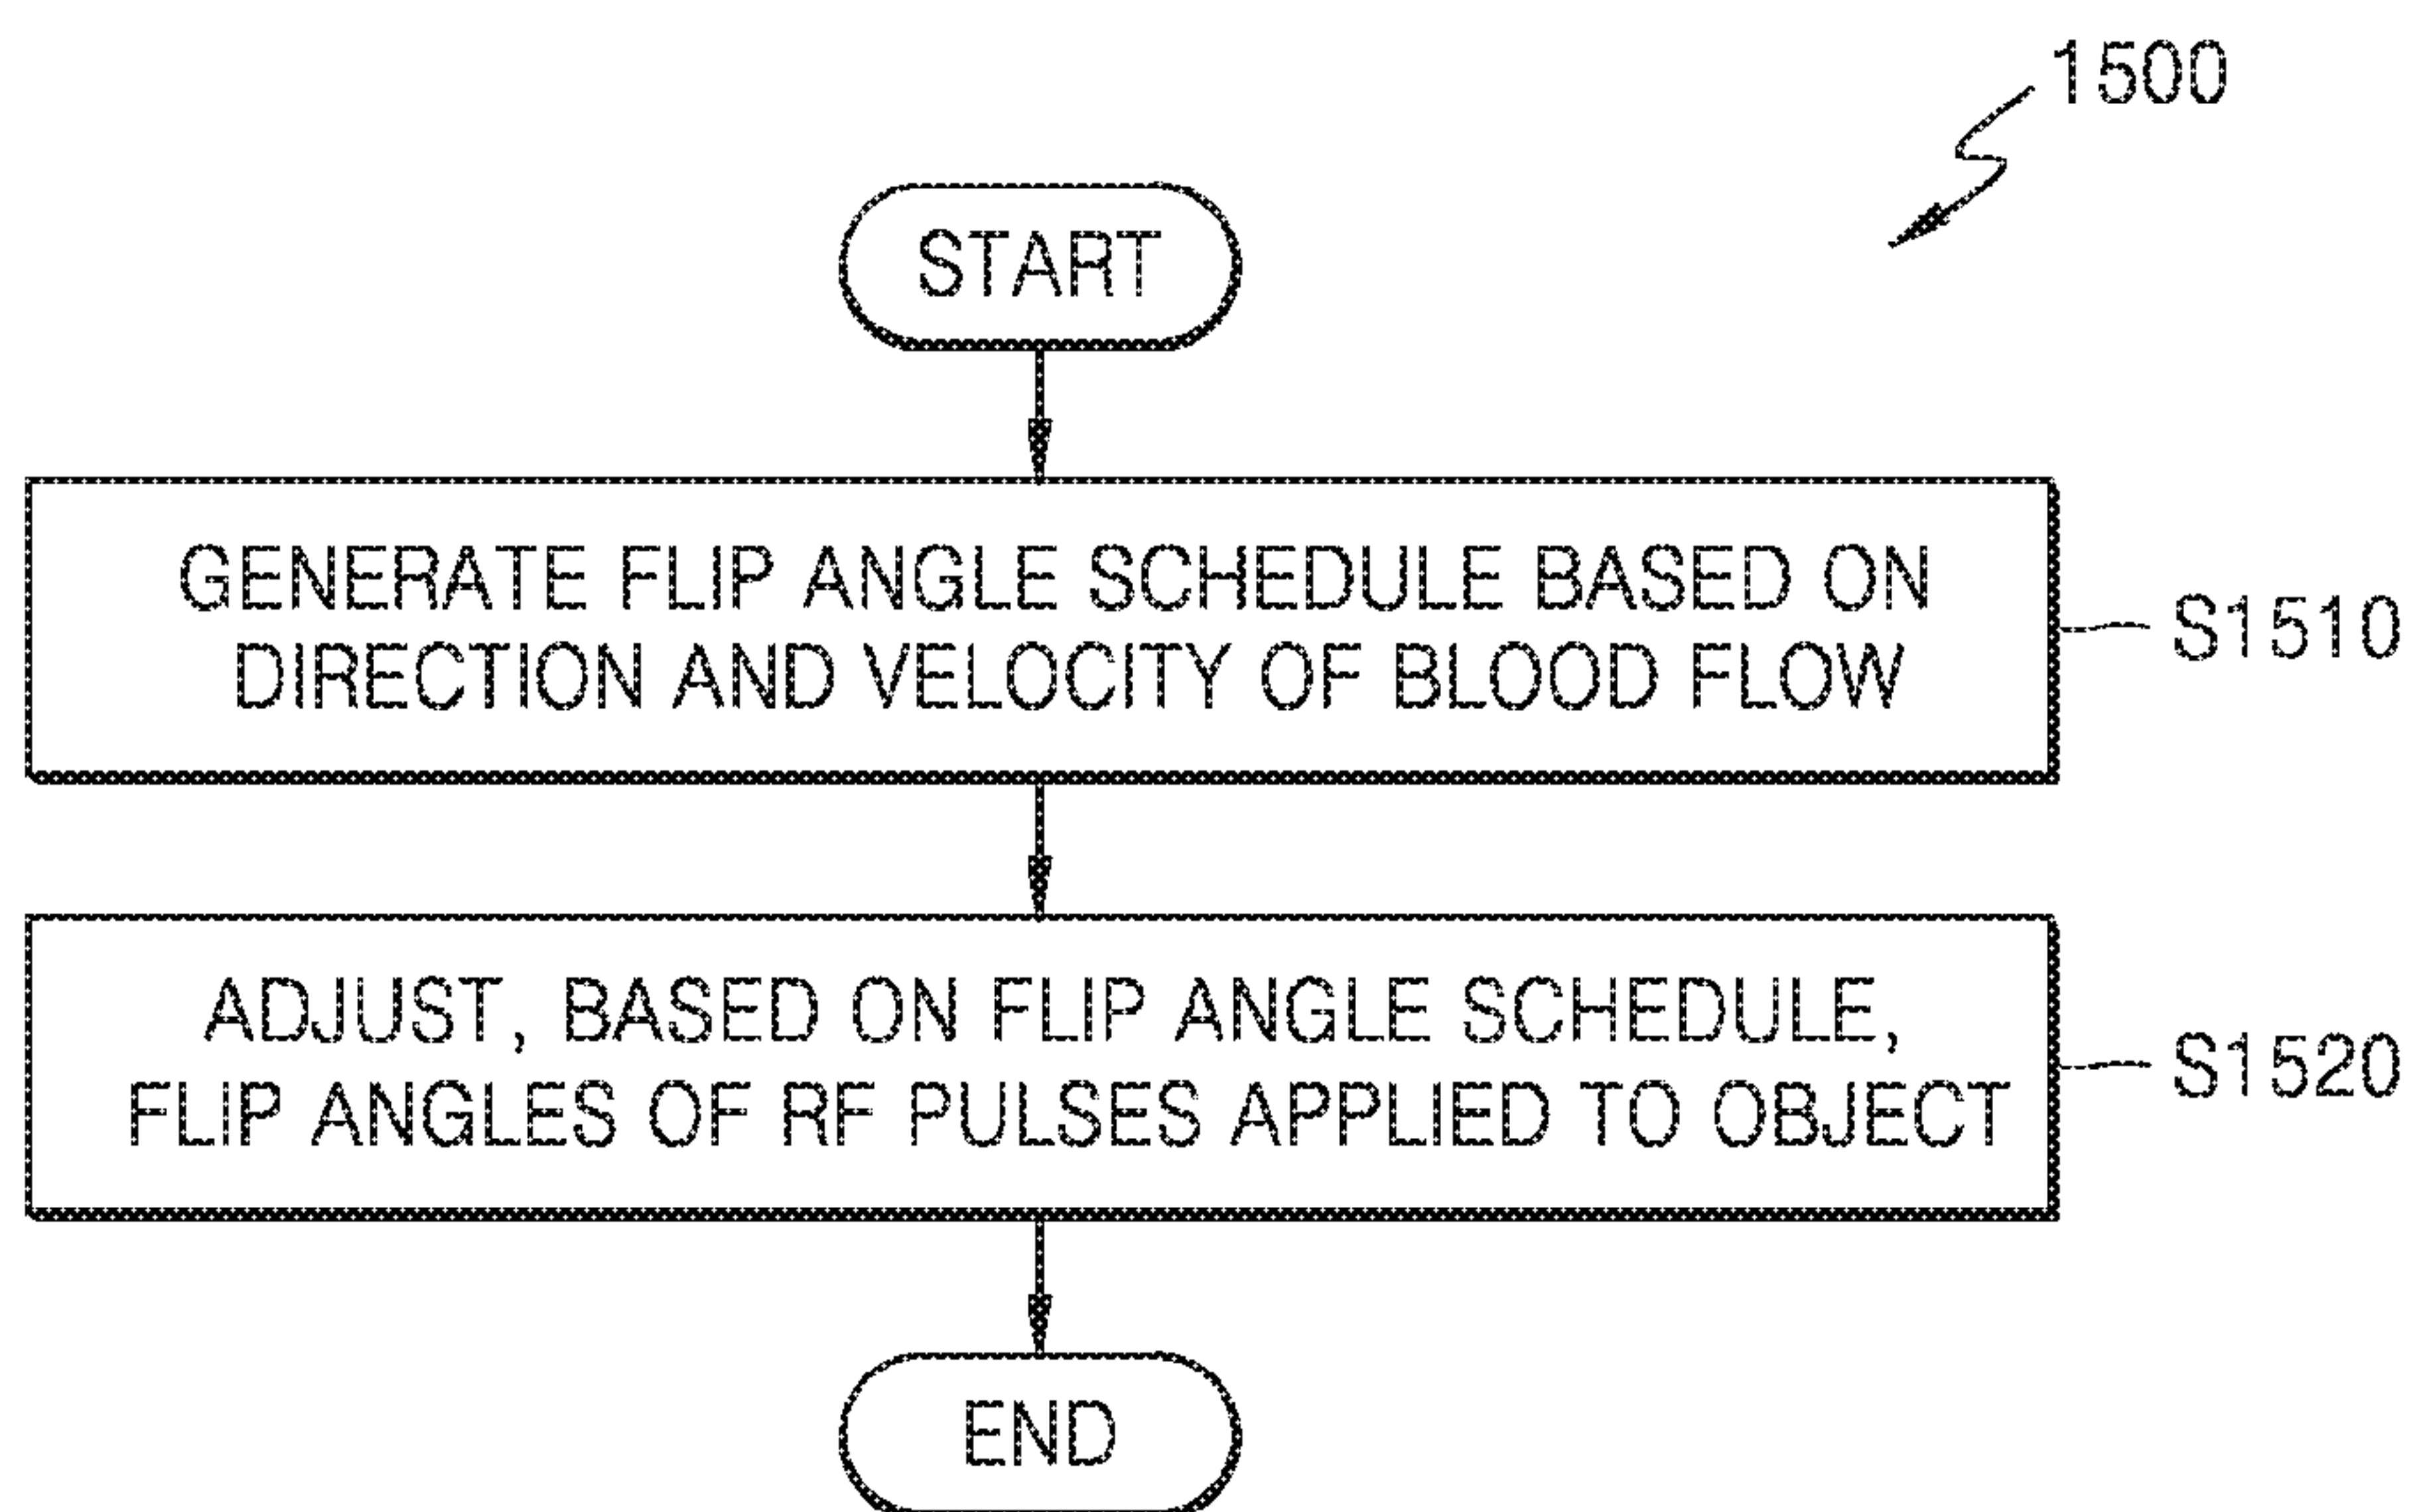 1500
START
GENERATE FLIP ANGLE SCHEDULE BASED ON
DIRECTION AND VELOCITY OF BLOOD FLOW
S1510
ADJUST, BASED ON FLIP ANGLE SCHEDULE,
FLIP ANGLES OF RF PULSES APPLIED TO OBJECT
S1520
END